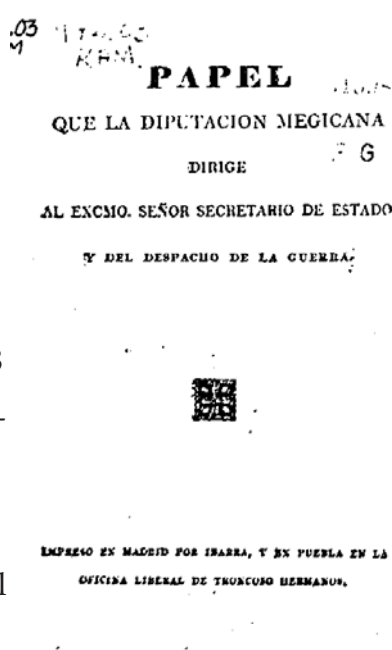 .03
M
PAPEL
QUE LA DIPUTACION MEGICANA
G
DIRIGE
AL EXCMO. SEÑOR SECRETARIO DE ESTADO
Y DEL DESPACHO DE LA GUERRA.
IMPRESO EN MADRID POR IBARRA, Y EN PUEBLA EN LA
OFICINA LIBERAL DE TRONCOSO HERMANOS.